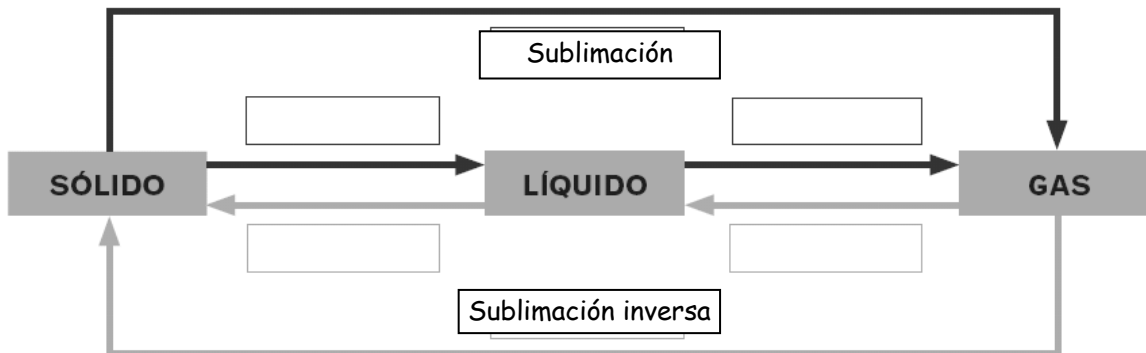 Sublimación
SÓLIDO
LÍQUIDO
GAS
Sublimación inversa